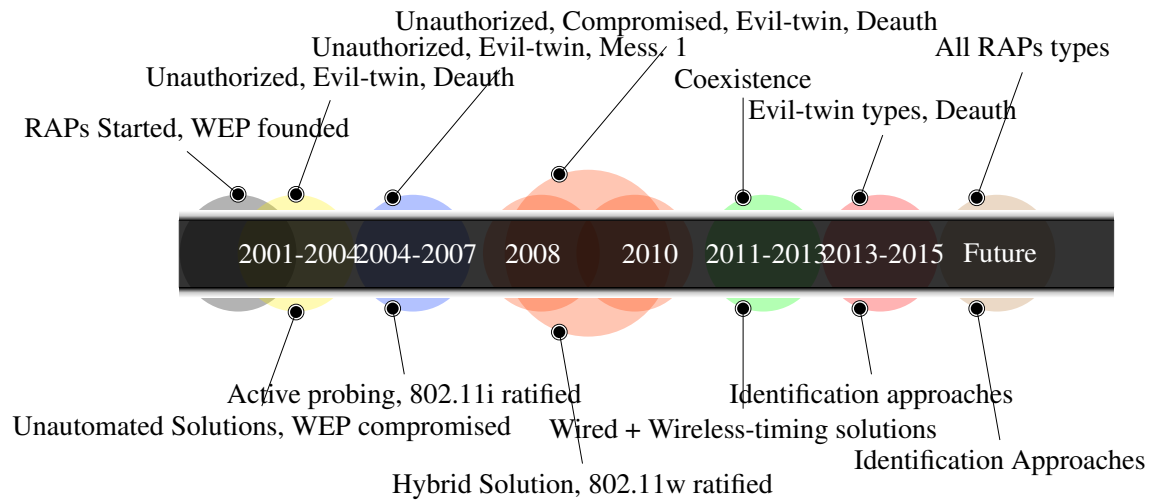 Unauthorized, Compromised, Evil-twin, Deauth
Unauthorized, Evil-twin, Mess. 1
All RAPs types
Unauthorized, Evil-twin, Deauth
Coexistence
Evil-twin types, Deauth
RAPs Started, WEP founded
2001-2004
2004-2007
2008
2010
2011-2013
2013-2015
Future
Active probing, 802.11i ratified
Identification approaches
Unautomated Solutions, WEP compromised
Wired + Wireless-timing solutions
Identification Approaches
Hybrid Solution, 802.11w ratified